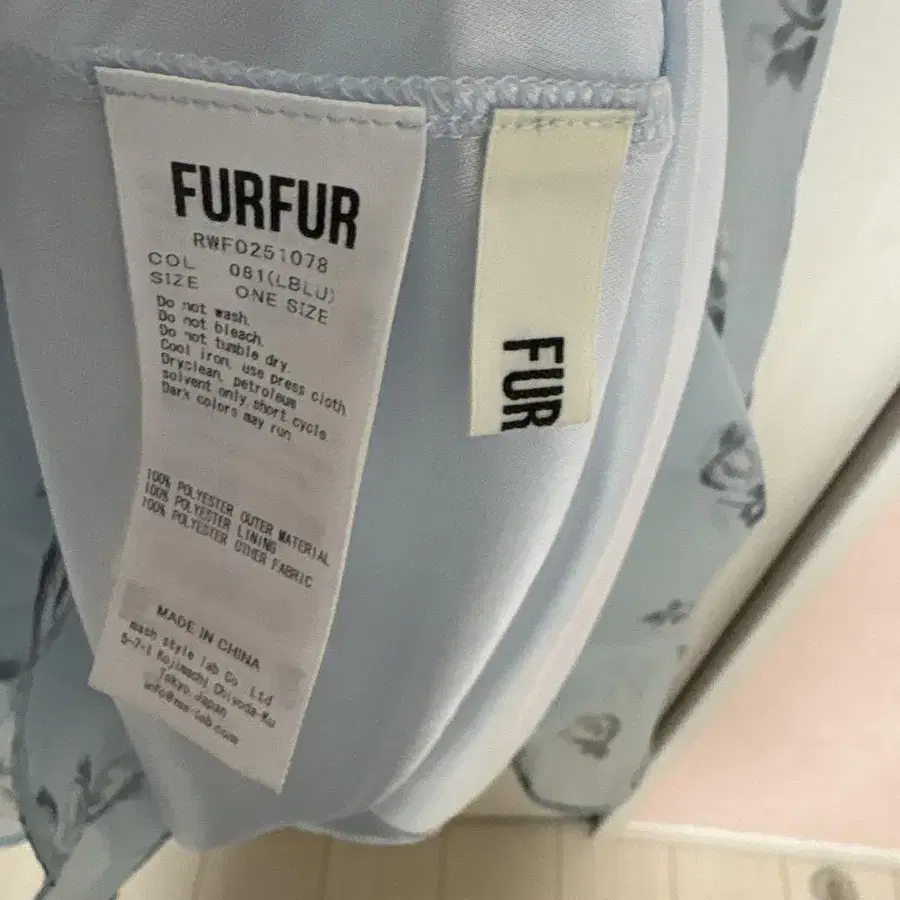 FURFUR
RWF0251078
COL 081(LBLU)
SIZE ONE SIZE
Do not wash.
Do not bleach.
Do not tumble dry.
Cool iron, use press cloth
Dryclean, petroleum
solvent only, short cycle.
Dark colors may run.
100% POLYESTER OUTER MATERIAL
100% POLYESTER LINING
100% POLYESTER OTHER FABRIC
MADE IN CHINA
mash style lab Co., Ltd
5-7-1 Kojimachi Chiyoda-Ku
Tokyo, Japan
FUR